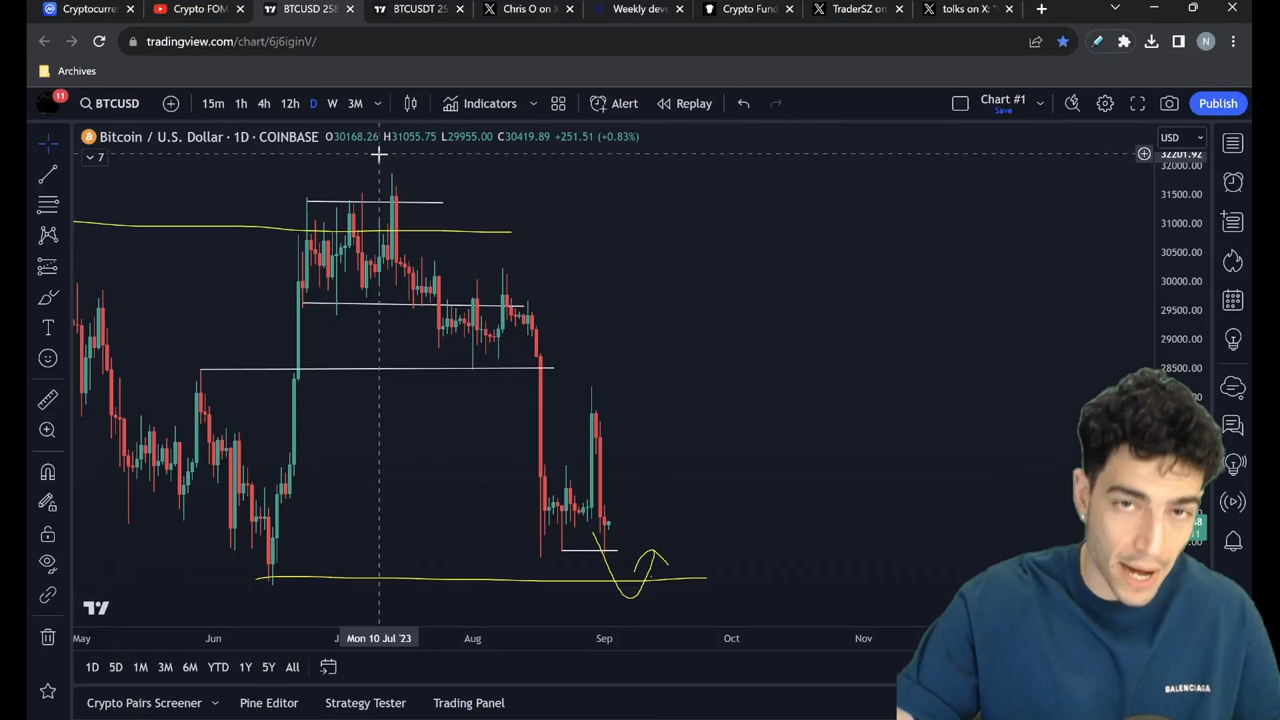 Cryptocurren
Crypto FOM
BTCUSD 258
BTCUSDT 25
Chris O on X
Weekly deve
Crypto Fund
TraderSZ on
tolks on X: "
tradingview.com/chart/6j6iginV/
N
Archives
11
BTCUSD
15m 1h 4h 12h D W 3M
Indicators
Alert
Replay
Chart #1
Save
Publish
Bitcoin / U.S. Dollar · 1D · COINBASE O30168.26 H31055.75 L29955.00 C30419.89 +251.51 (+0.83%)
USD
7
32201.92
32000.00
31500.00
31000.00
30500.00
30000.00
29500.00
29000.00
28500.00
May Jun Mon 10 Jul '23 Aug Sep Oct Nov
1D 5D 1M 3M 6M YTD 1Y 5Y All
BALENCIAGA
Crypto Pairs Screener Pine Editor Strategy Tester Trading Panel